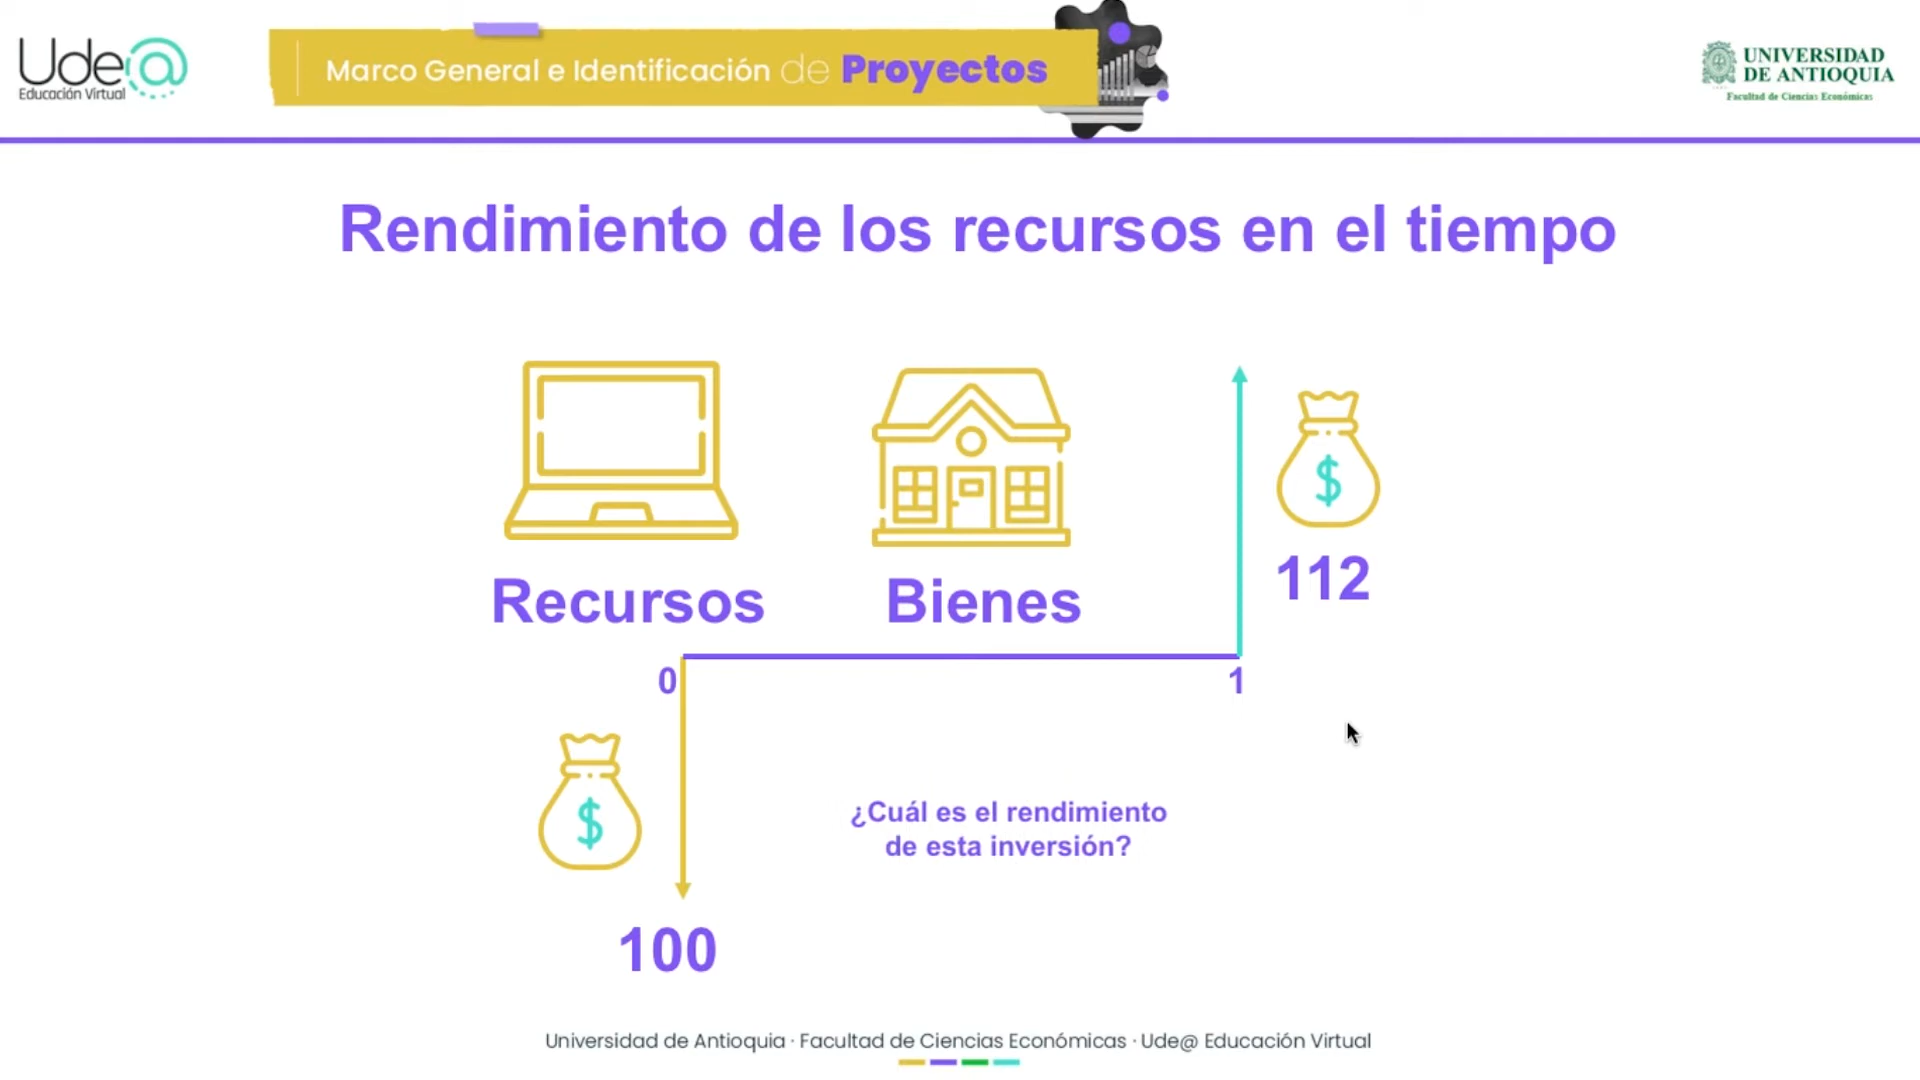 Ude@
Educación Virtual
Marco General e Identificación de Proyectos
UNIVERSIDAD
DE ANTIOQUIA
Facultad de Ciencias Económicas
Rendimiento de los recursos en el tiempo
$
112
Recursos
Bienes
0
1
$
¿Cuál es el rendimiento
de esta inversión?
100
Universidad de Antioquia · Facultad de Ciencias Económicas · Ude@ Educación Virtual